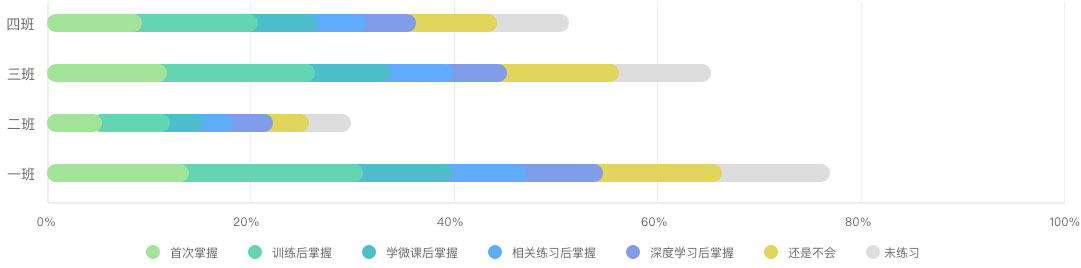 四班
三班
二班
一班
0% 20% 40% 60% 80% 100%
首次掌握 训练后掌握 学微课后掌握 相关练习后掌握 深度学习后掌握 还是不会 未练习